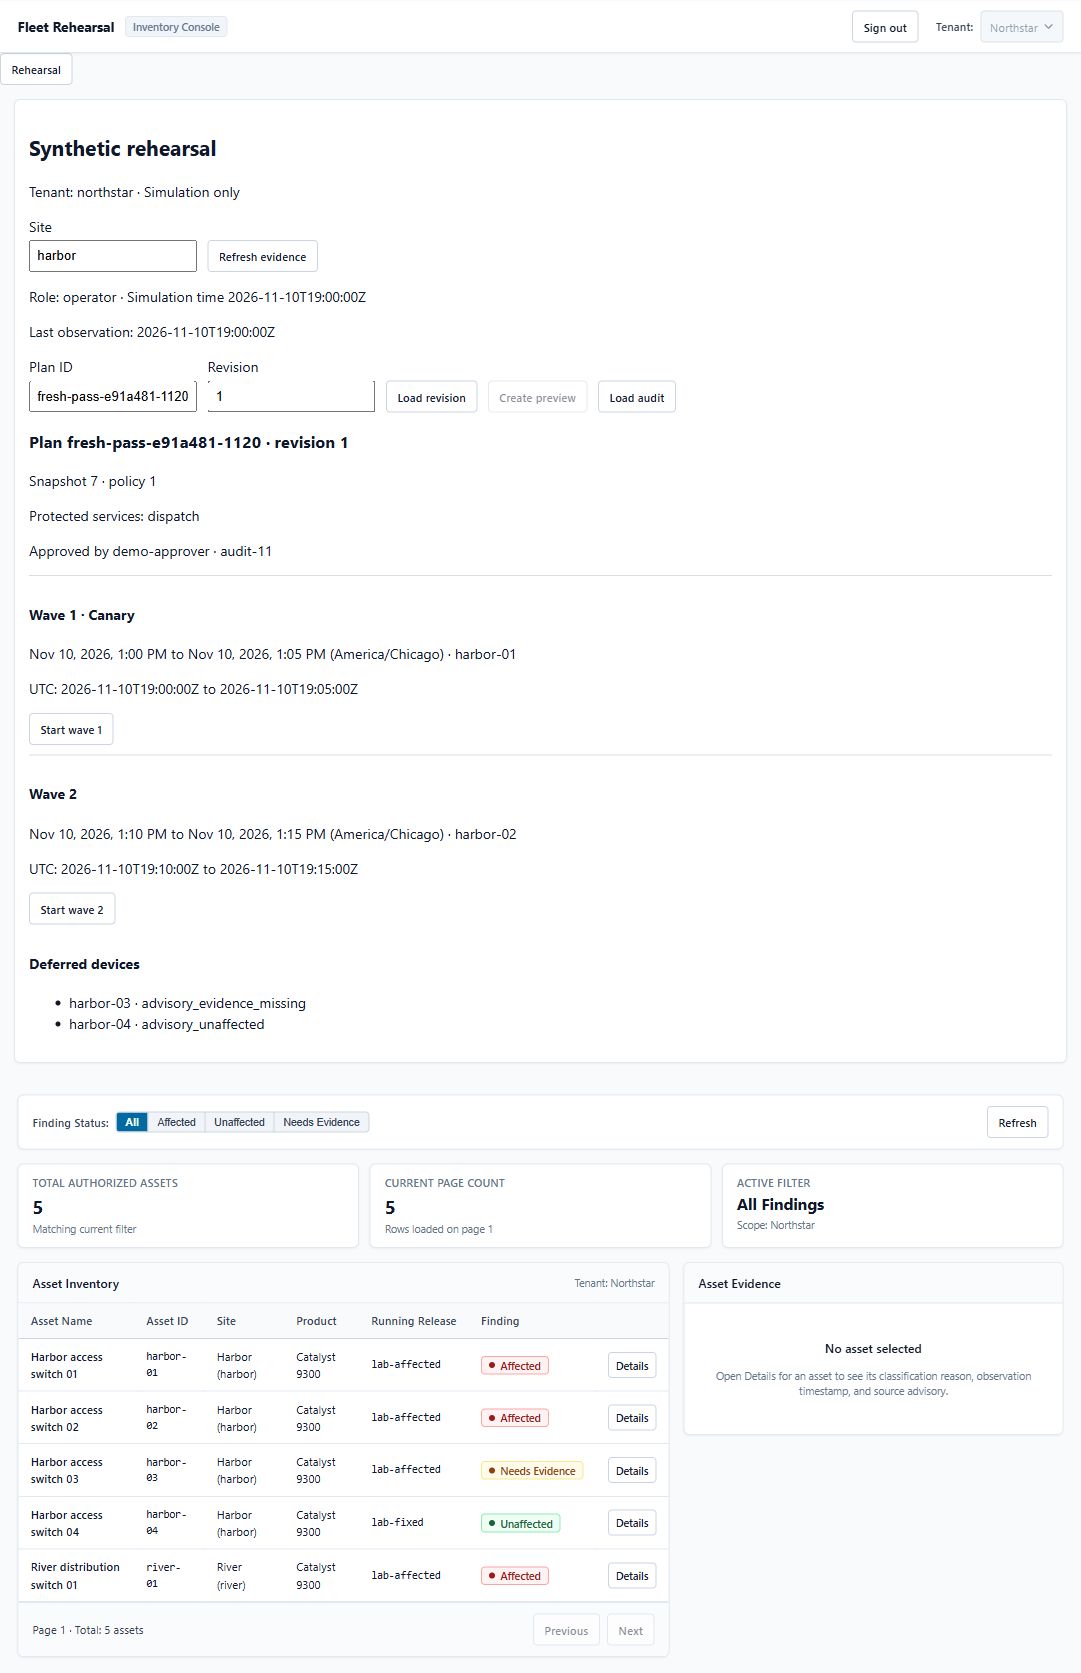 Fleet Rehearsal Inventory Console Sign out Tenant: Northstar
Rehearsal
Synthetic rehearsal
Tenant: northstar · Simulation only
Site
harbor Refresh evidence
Role: operator · Simulation time 2026-11-10T19:00:00Z
Last observation: 2026-11-10T19:00:00Z
Plan ID Revision
fresh-pass-e91a481-1120 1 Load revision Create preview Load audit
Plan fresh-pass-e91a481-1120 · revision 1
Snapshot 7 · policy 1
Protected services: dispatch
Approved by demo-approver · audit-11
Wave 1 · Canary
Nov 10, 2026, 1:00 PM to Nov 10, 2026, 1:05 PM (America/Chicago) · harbor-01
UTC: 2026-11-10T19:00:00Z to 2026-11-10T19:05:00Z
Start wave 1
Wave 2
Nov 10, 2026, 1:10 PM to Nov 10, 2026, 1:15 PM (America/Chicago) · harbor-02
UTC: 2026-11-10T19:10:00Z to 2026-11-10T19:15:00Z
Start wave 2
Deferred devices
• harbor-03 · advisory_evidence_missing
• harbor-04 · advisory_unaffected
Finding Status: All Affected Unaffected Needs Evidence Refresh
TOTAL AUTHORIZED ASSETS
5
Matching current filter
CURRENT PAGE COUNT
5
Rows loaded on page 1
ACTIVE FILTER
All Findings
Scope: Northstar
Asset Inventory Tenant: Northstar
Asset Name Asset ID Site Product Running Release Finding
Harbor access harbor- Harbor Catalyst lab-affected Affected Details
switch 01 01 (harbor) 9300
Harbor access harbor- Harbor Catalyst lab-affected Affected Details
switch 02 02 (harbor) 9300
Harbor access harbor- Harbor Catalyst lab-affected Needs Evidence Details
switch 03 03 (harbor) 9300
Harbor access harbor- Harbor Catalyst lab-fixed Unaffected Details
switch 04 04 (harbor) 9300
River distribution river- River Catalyst lab-affected Affected Details
switch 01 01 (river) 9300
Page 1 · Total: 5 assets Previous Next
Asset Evidence
No asset selected
Open Details for an asset to see its classification reason, observation
timestamp, and source advisory.